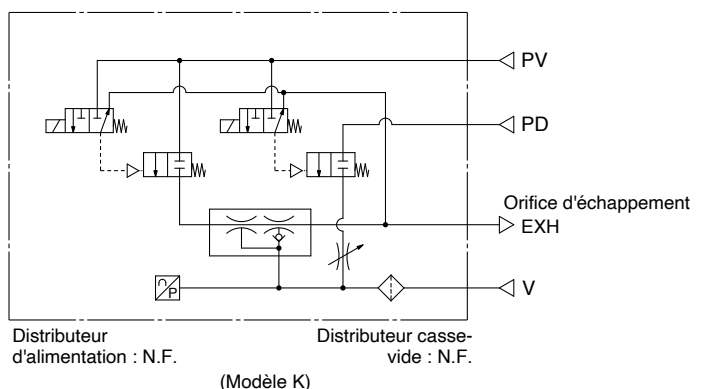 PV
PD
Orifice d'échappement
EXH
V
P
Distributeur
d'alimentation : N.F.
Distributeur casse-
vide : N.F.
(Modèle K)